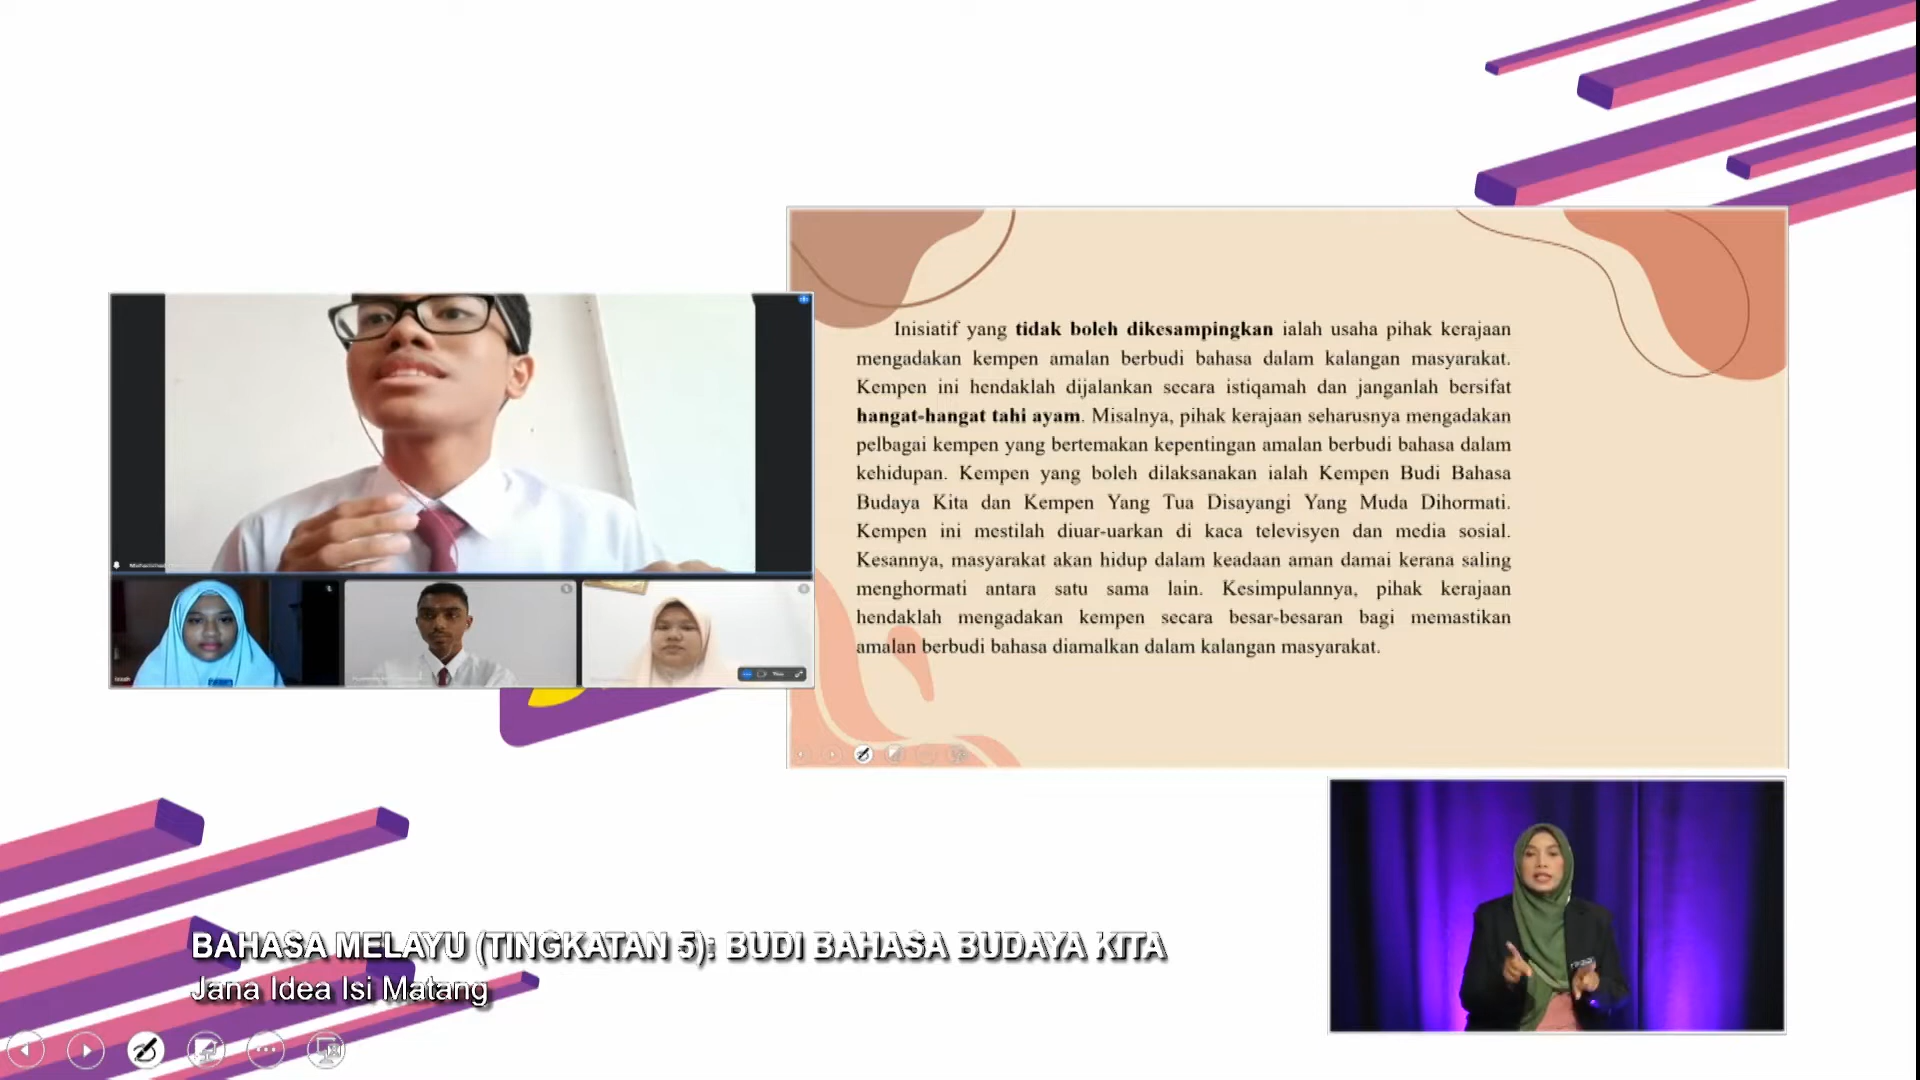 Inisiatif yang tidak boleh dikesampingkan ialah usaha pihak kerajaan
mengadakan kempen amalan berbudi bahasa dalam kalangan masyarakat.
Kempen ini hendaklah dijalankan secara istiqamah dan janganlah bersifat
hangat-hangat tahi ayam. Misalnya, pihak kerajaan seharusnya mengadakan
pelbagai kempen yang bertemakan kepentingan amalan berbudi bahasa dalam
kehidupan. Kempen yang boleh dilaksanakan ialah Kempen Budi Bahasa
Budaya Kita dan Kempen Yang Tua Disayangi Yang Muda Dihormati.
Kempen ini mestilah diuar-uarkan di kaca televisyen dan media sosial.
Kesannya, masyarakat akan hidup dalam keadaan aman damai kerana saling
menghormati antara satu sama lain. Kesimpulannya, pihak kerajaan
hendaklah mengadakan kempen secara besar-besaran bagi memastikan
amalan berbudi bahasa diamalkan dalam kalangan masyarakat.
BAHASA MELAYU (TINGKATAN 5): BUDI BAHASA BUDAYA KITA
Jana Idea Isi Matang